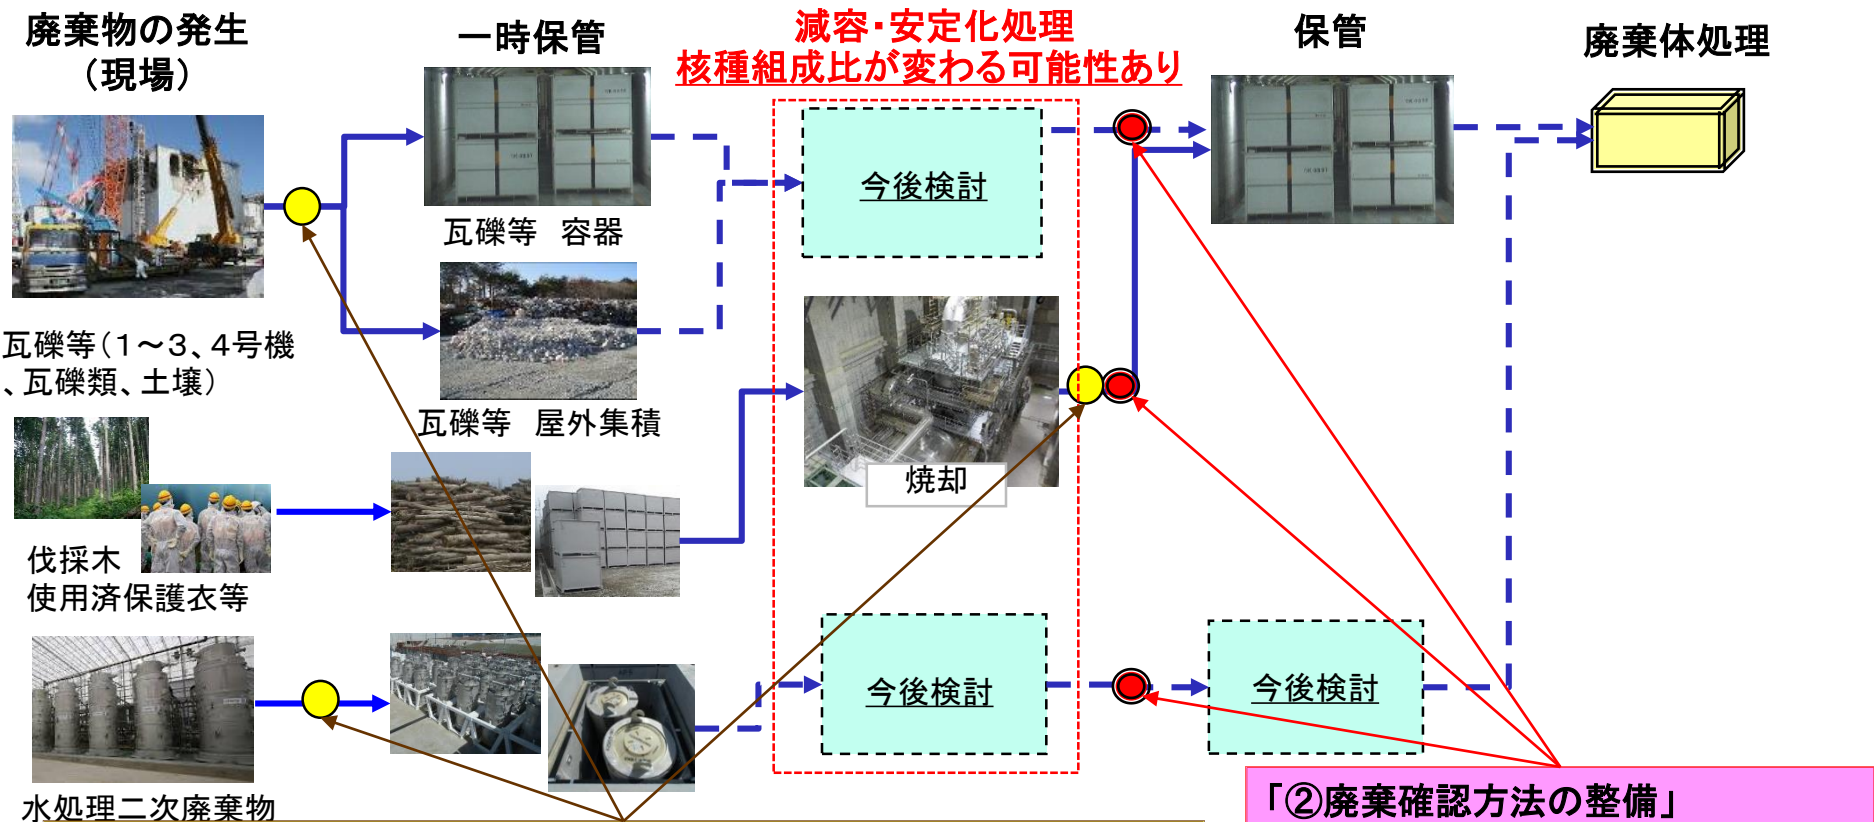 廃棄物の発生
（現場）
一時保管
減容・安定化処理
核種組成比が変わる可能性あり
保管
廃棄体処理
今後検討
瓦礫等　容器
瓦礫等（１～３、４号機
、瓦礫類、土壌）
瓦礫等　屋外集積
焼却
伐採木
使用済保護衣等
今後検討
今後検討
水処理二次廃棄物
「②廃棄確認方法の整備」